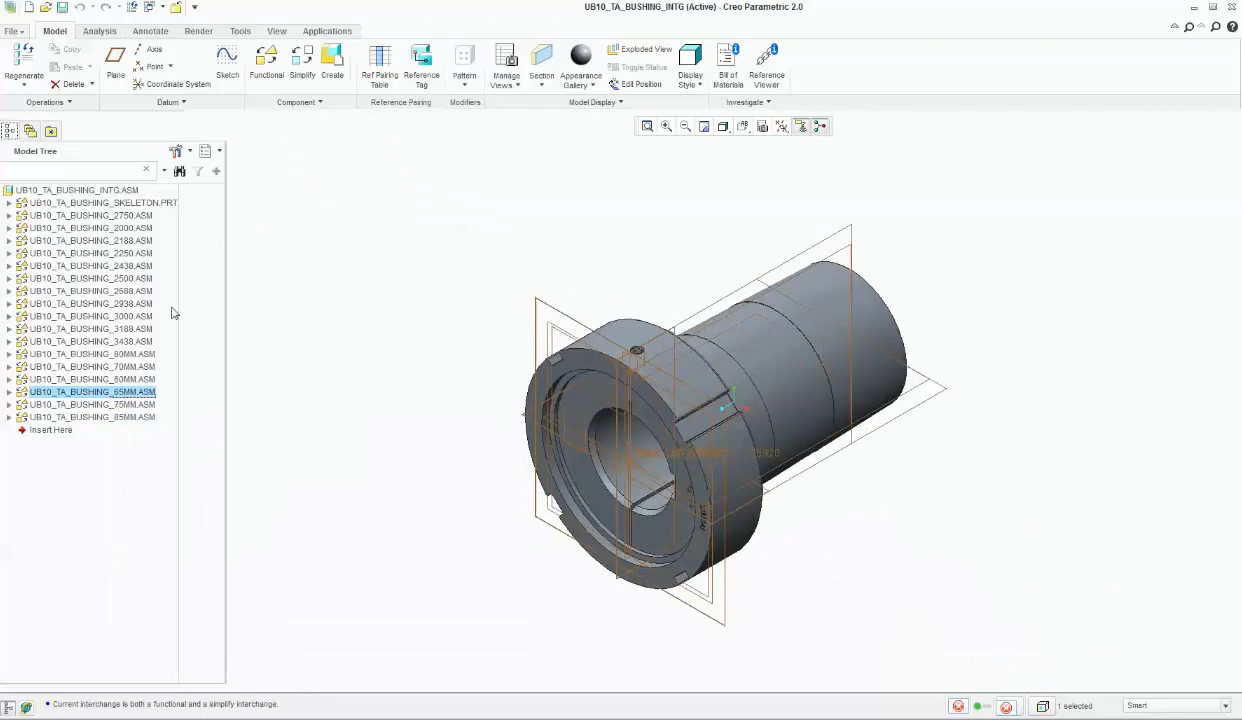 UB10_TA_BUSHING_INTG (Active) - Creo Parametric 2.0
File
Model
Analysis
Annotate
Render
Tools
View
Applications
Regenerate
Copy
Paste
Delete
Plane
Axis
Point
Coordinate System
Sketch
Functional
Simplify
Create
Ref Pairing Table
Reference Tag
Pattern
Manage Views
Section
Appearance Gallery
Exploded View
Toggle Status
Edit Position
Display Style
Bill of Materials
Reference Viewer
Operations
Datum
Component
Reference Pairing
Modifiers
Model Display
Investigate
Model Tree
UB10_TA_BUSHING_INTG.ASM
UB10_TA_BUSHING_SKELETON.PRT
UB10_TA_BUSHING_2750.ASM
UB10_TA_BUSHING_2000.ASM
UB10_TA_BUSHING_2188.ASM
UB10_TA_BUSHING_2250.ASM
UB10_TA_BUSHING_2438.ASM
UB10_TA_BUSHING_2500.ASM
UB10_TA_BUSHING_2688.ASM
UB10_TA_BUSHING_2938.ASM
UB10_TA_BUSHING_3000.ASM
UB10_TA_BUSHING_3188.ASM
UB10_TA_BUSHING_3438.ASM
UB10_TA_BUSHING_80MM.ASM
UB10_TA_BUSHING_70MM.ASM
UB10_TA_BUSHING_60MM.ASM
UB10_TA_BUSHING_65MM.ASM
UB10_TA_BUSHING_75MM.ASM
UB10_TA_BUSHING_85MM.ASM
Insert Here
Current interchange is both a functional and a simplify interchange.
1 selected
Smart